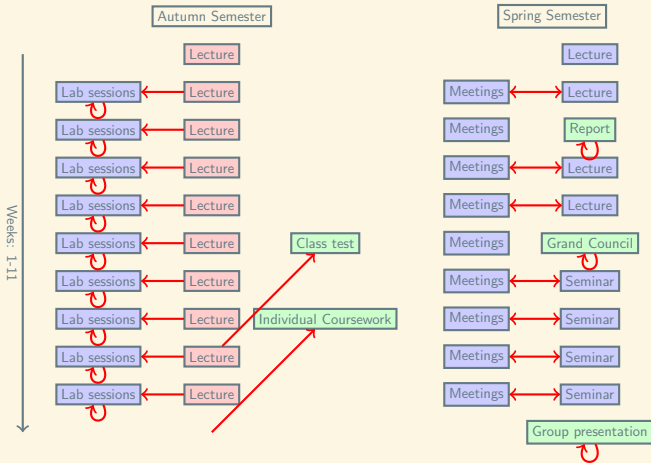 Autumn Semester
Spring Semester
Lecture
Lecture
Lab sessions
Lecture
Meetings
Lecture
Lab sessions
Lecture
Meetings
Report
Lab sessions
Lecture
Meetings
Lecture
Lab sessions
Lecture
Meetings
Lecture
Weeks: 1-11
Lab sessions
Lecture
Class test
Meetings
Grand Council
Lab sessions
Lecture
Meetings
Seminar
Lab sessions
Lecture
Individual Coursework
Meetings
Seminar
Lab sessions
Lecture
Meetings
Seminar
Lab sessions
Lecture
Meetings
Seminar
Group presentation